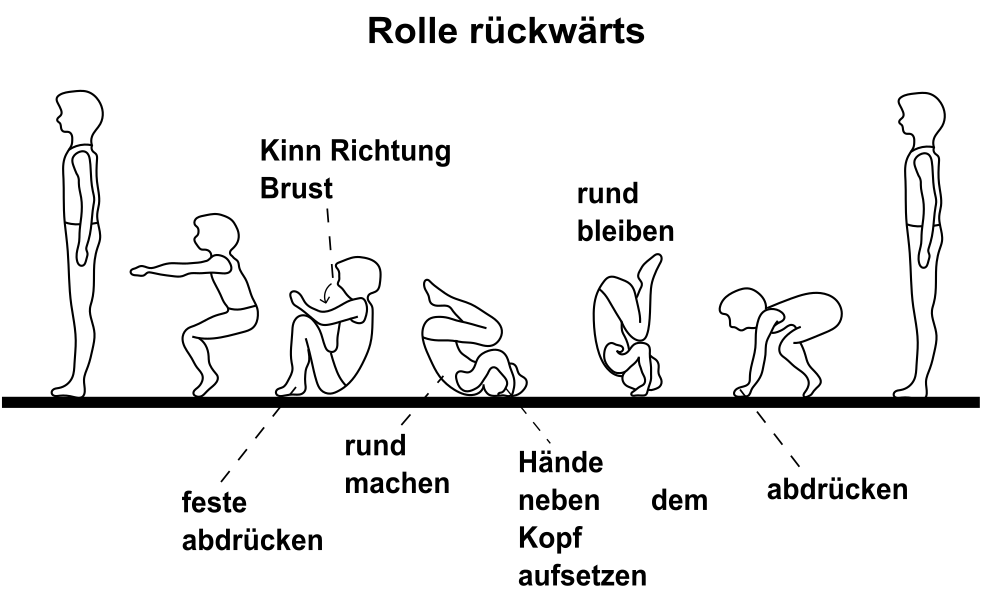 Rolle rückwärts
Kinn Richtung
Brust
rund
bleiben
rund
machen
feste
abdrücken
Hände
neben dem
Kopf
aufsetzen
abdrücken